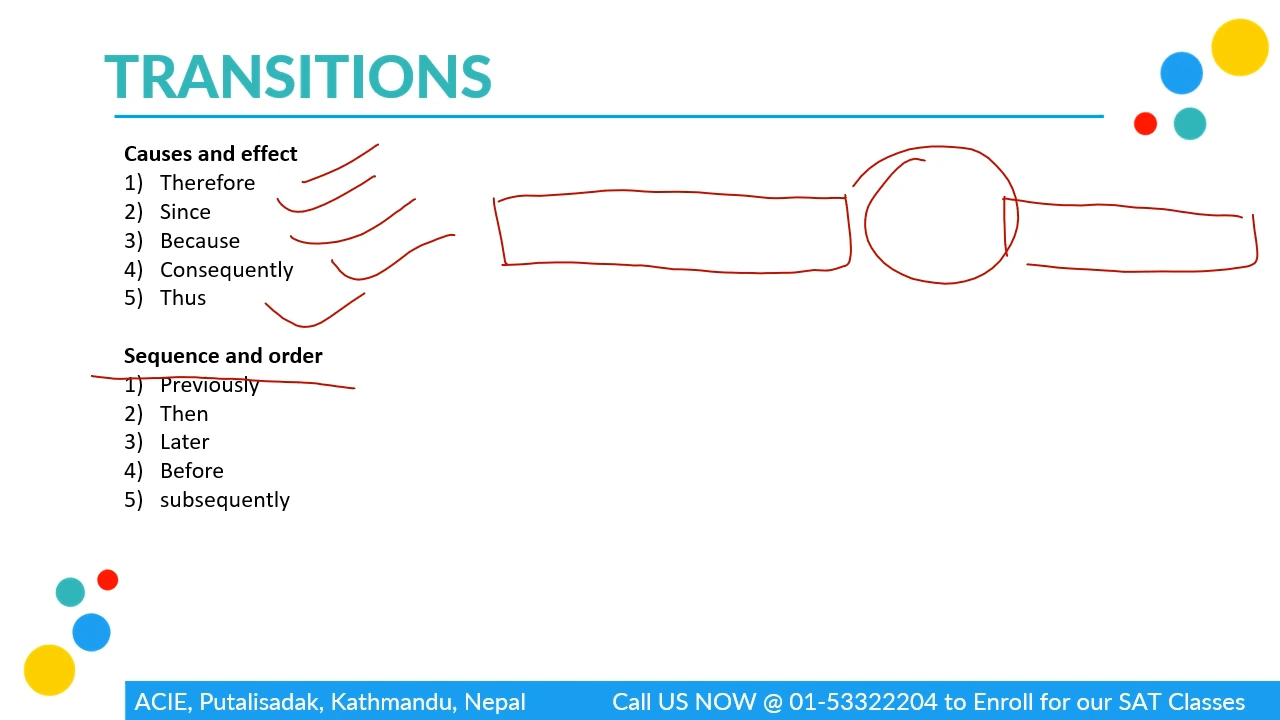 TRANSITIONS
Causes and effect
1) Therefore
2) Since
3) Because
4) Consequently
5) Thus
Sequence and order
1) Previously
2) Then
3) Later
4) Before
5) subsequently
ACIE, Putalisadak, Kathmandu, Nepal
Call US NOW @ 01-53322204 to Enroll for our SAT Classes